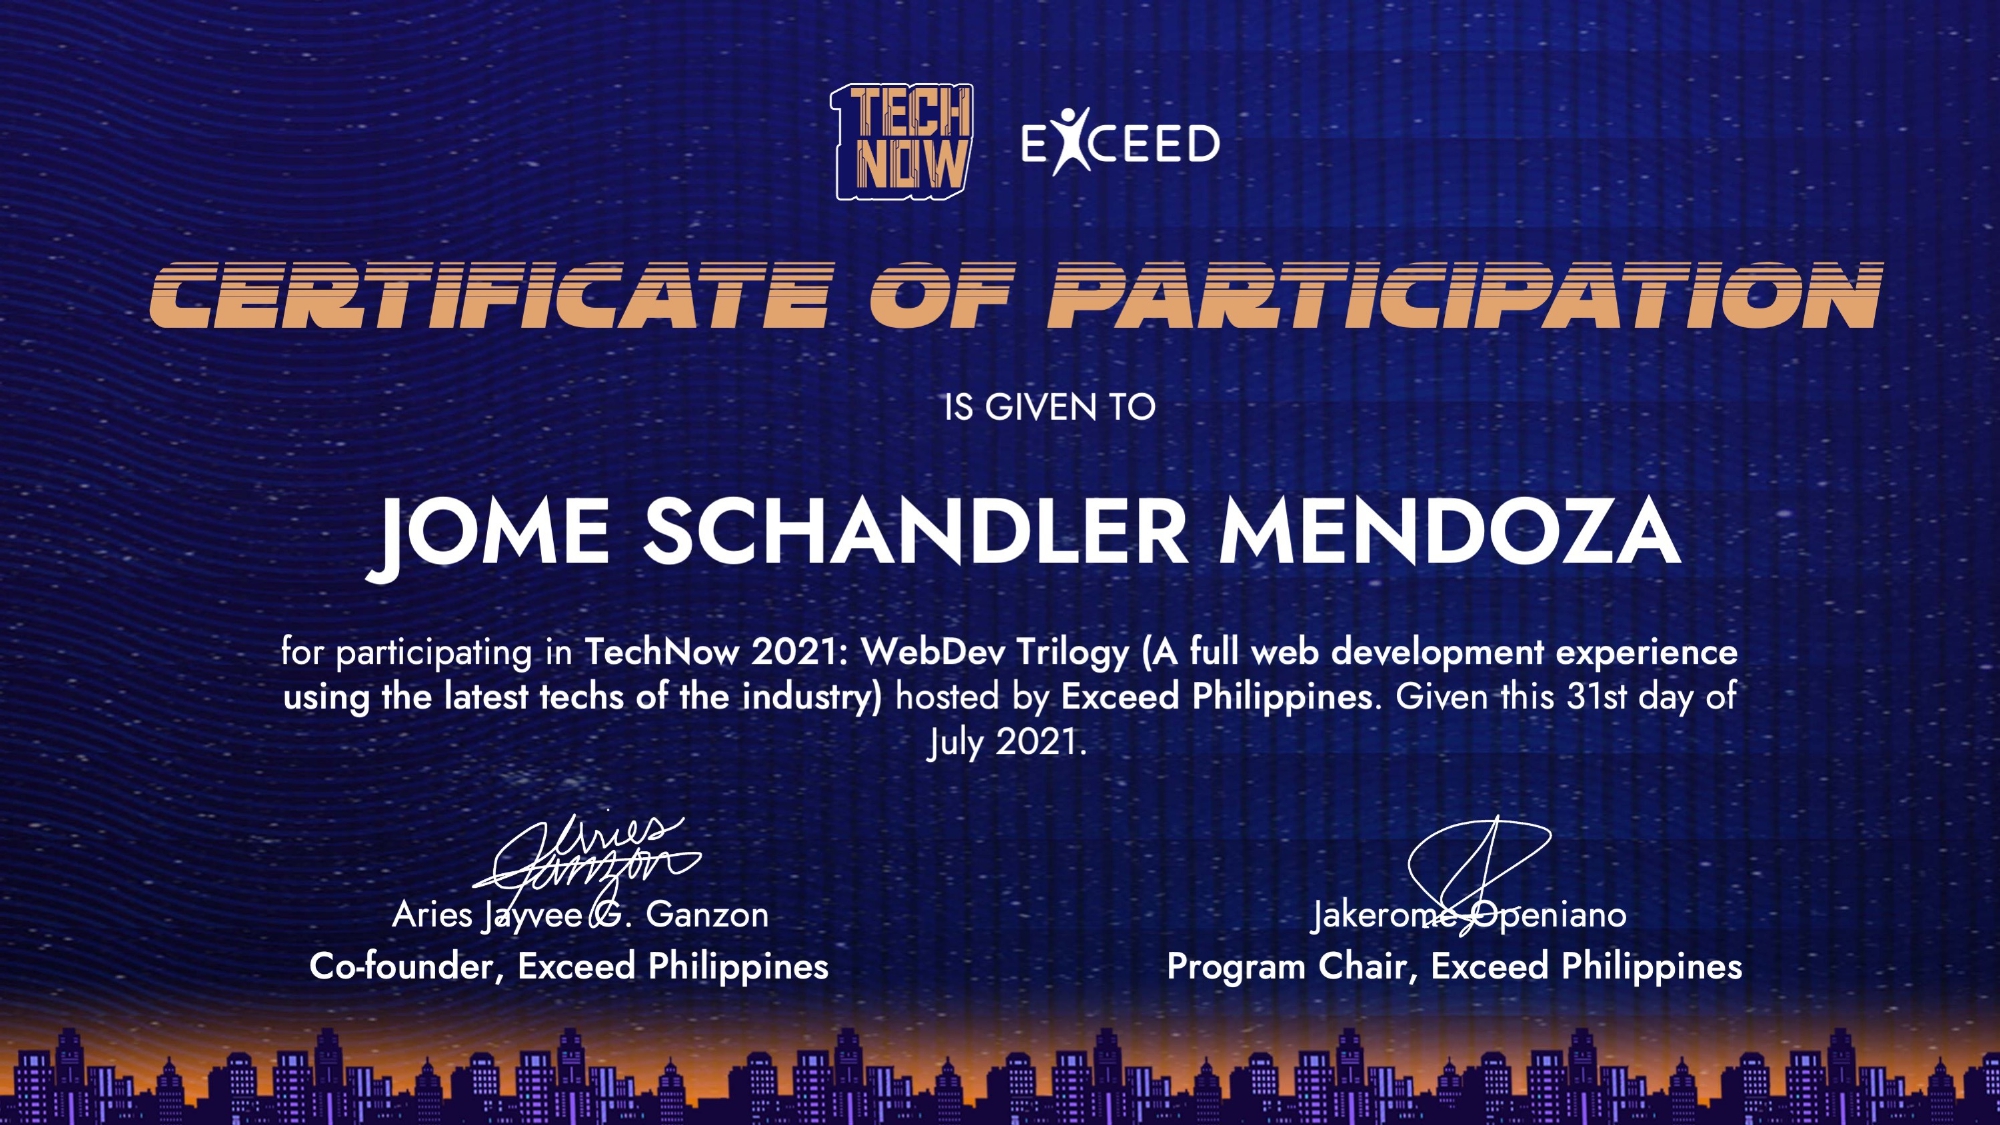 TECH
NOW
EXCEED
CERTIFICATE OF PARTICIPATION
IS GIVEN TO
JOME SCHANDLER MENDOZA
for participating in TechNow 2021: WebDev Trilogy (A full web development experience
using the latest techs of the industry) hosted by Exceed Philippines. Given this 31st day of
July 2021.
Aries
Ganzon
Aries Jayvee G. Ganzon
Co-founder, Exceed Philippines
Jakerome Openiano
Program Chair, Exceed Philippines